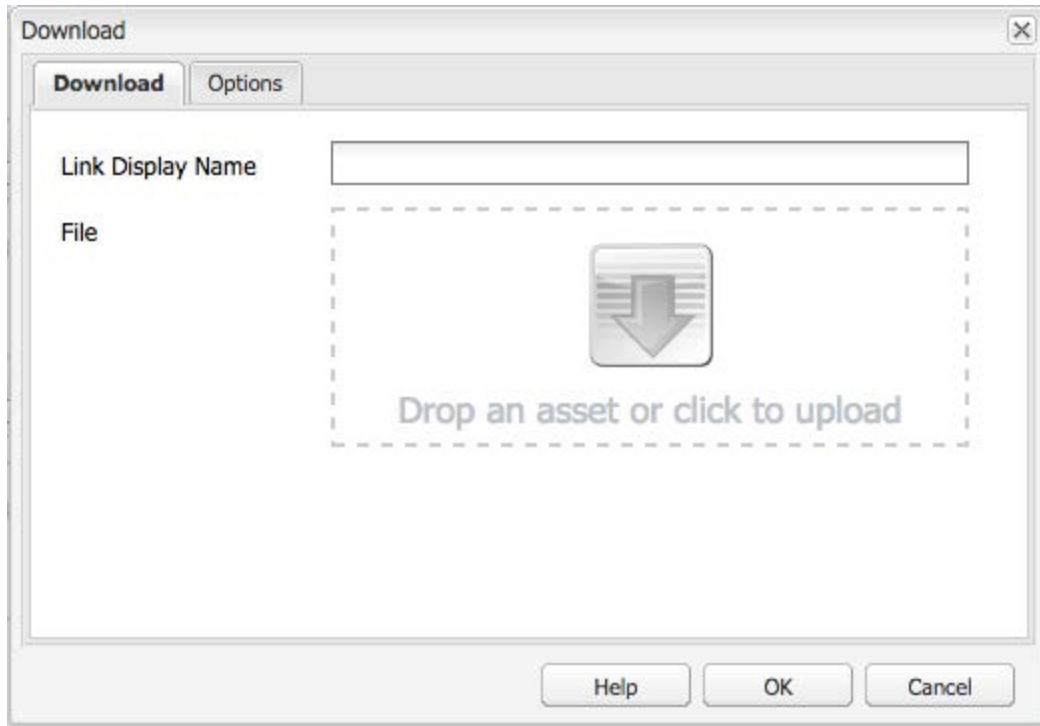 Download
Download
Options
Link Display Name
File
Drop an asset or click to upload
Help
OK
Cancel